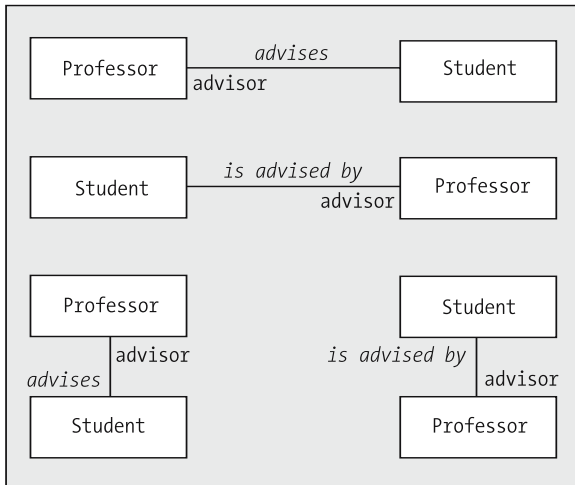 Professor advises Student
advisor
Student is advised by Professor
advisor
Professor
advisor
advises
Student
Student
is advised by
advisor
Professor